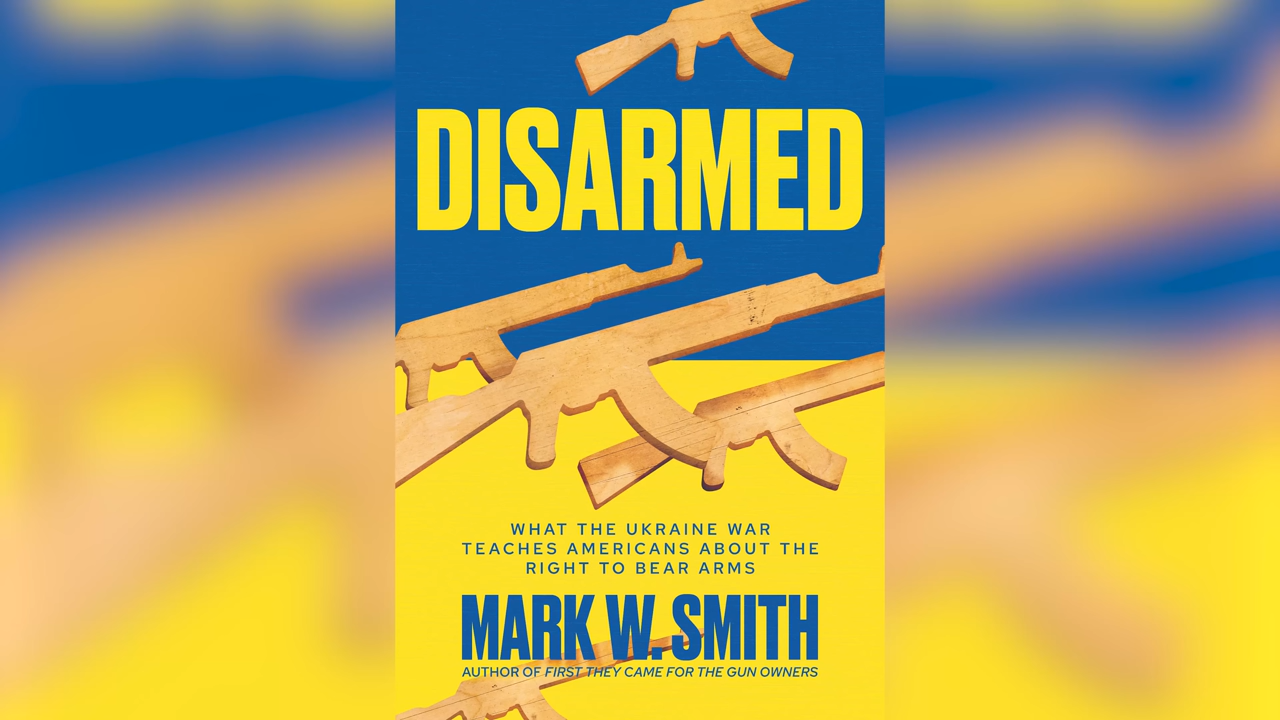 DISARMED
WHAT THE UKRAINE WAR
TEACHES AMERICANS ABOUT THE
RIGHT TO BEAR ARMS
MARK W. SMITH
AUTHOR OF FIRST THEY CAME FOR THE GUN OWNERS